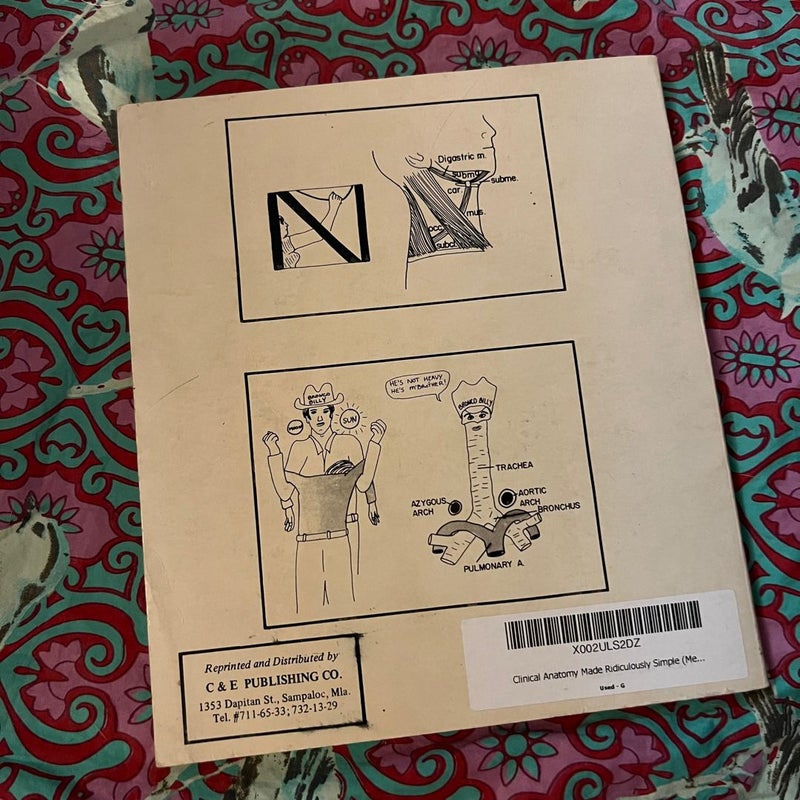 Digastric m.
subm
subme.
car.
mus.
occ
subcl
BRONCO
BILLY
SUN
HE'S NOT HEAVY,
HE'S M'BROTHER!
BRONCO BILLY
TRACHEA
AZYGOUS
ARCH
AORTIC
ARCH
BRONCHUS
PULMONARY A.
Reprinted and Distributed by
C & E PUBLISHING CO.
1353 Dapitan St., Sampaloc, Mla.
Tel. #711-65-33; 732-13-29
X002ULS2DZ
Clinical Anatomy Made Ridiculously Simple (Me...
Used - G